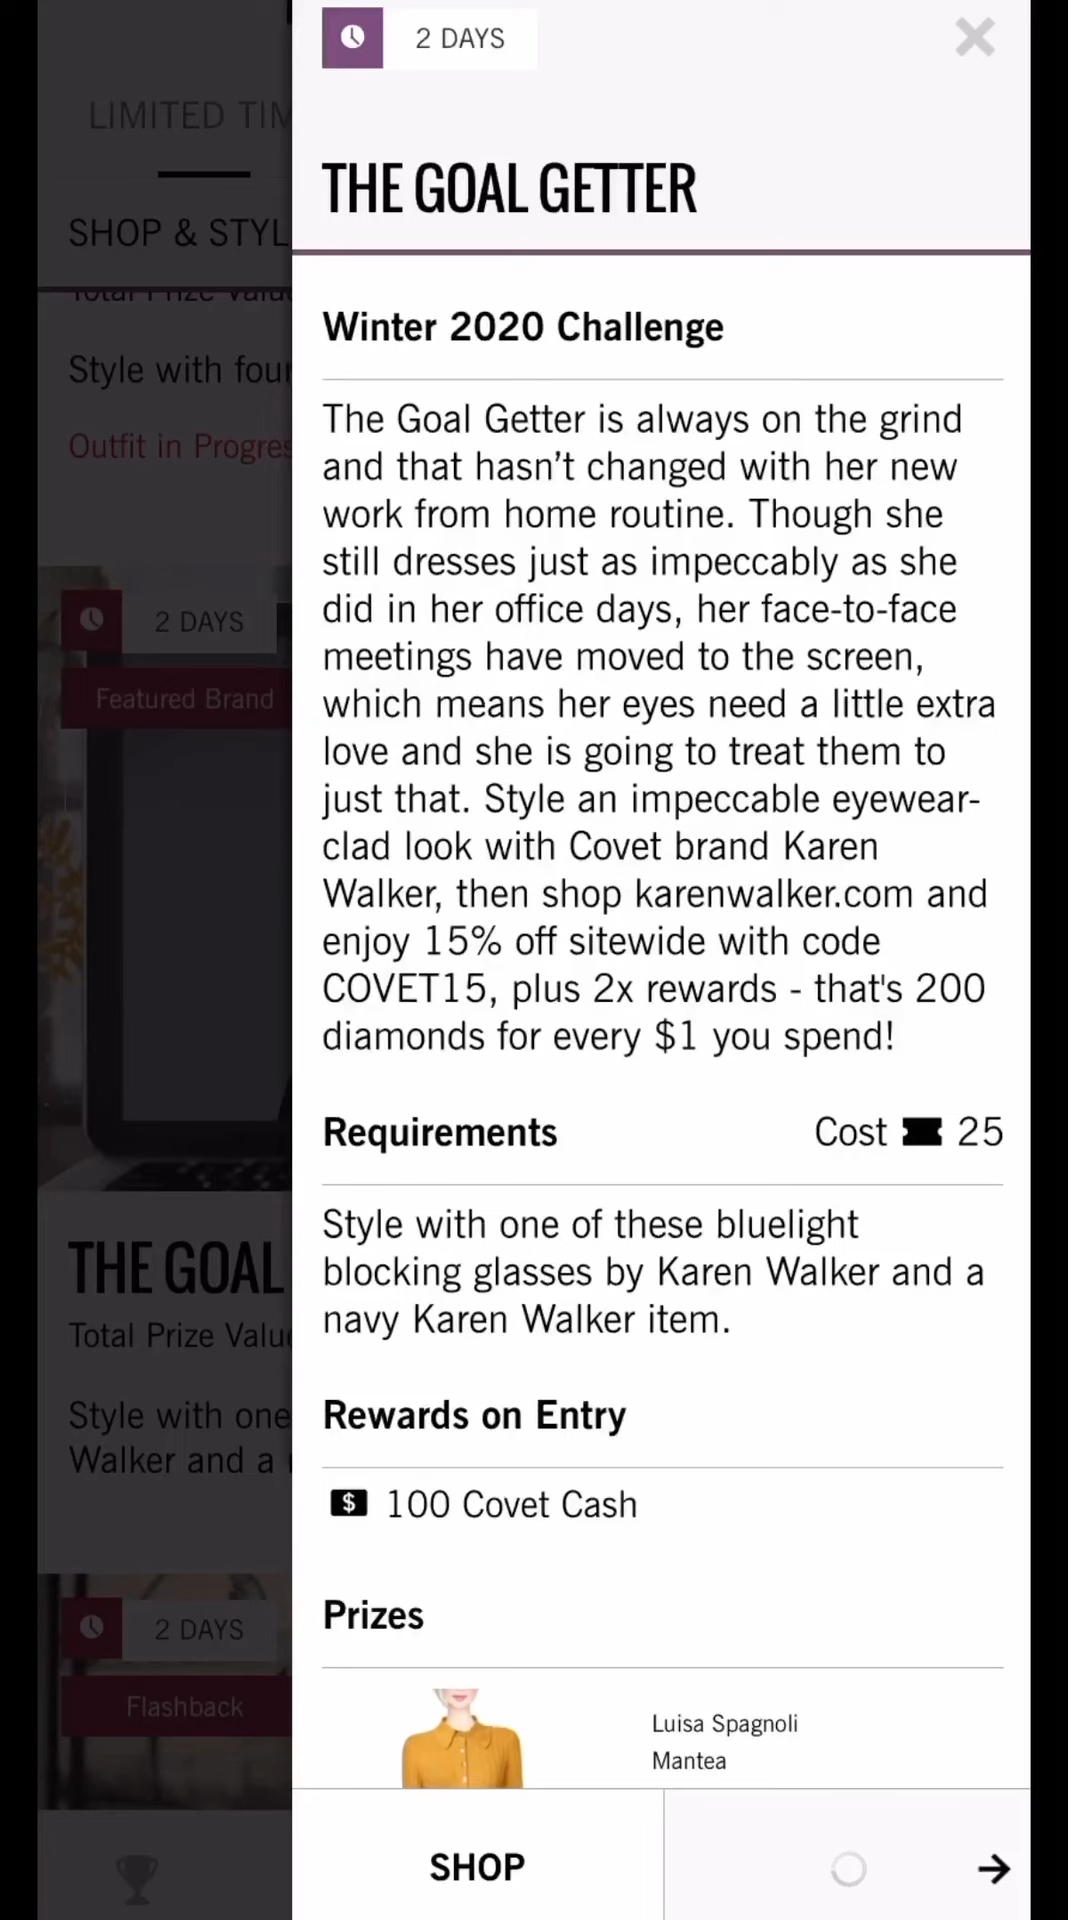 2 DAYS
THE GOAL GETTER
Winter 2020 Challenge
The Goal Getter is always on the grind
and that hasn’t changed with her new
work from home routine. Though she
still dresses just as impeccably as she
did in her office days, her face-to-face
meetings have moved to the screen,
which means her eyes need a little extra
love and she is going to treat them to
just that. Style an impeccable eyewear-
clad look with Covet brand Karen
Walker, then shop karenwalker.com and
enjoy 15% off sitewide with code
COVET15, plus 2x rewards - that's 200
diamonds for every $1 you spend!
Requirements
Cost 25
Style with one of these bluelight
blocking glasses by Karen Walker and a
navy Karen Walker item.
Rewards on Entry
$ 100 Covet Cash
Prizes
Luisa Spagnoli
Mantea
SHOP
LIMITED TIM
SHOP & STYL
Total Prize Value
Style with four
Outfit in Progres
2 DAYS
Featured Brand
THE GOAL
Total Prize Valu
Style with one
Walker and a
2 DAYS
Flashback